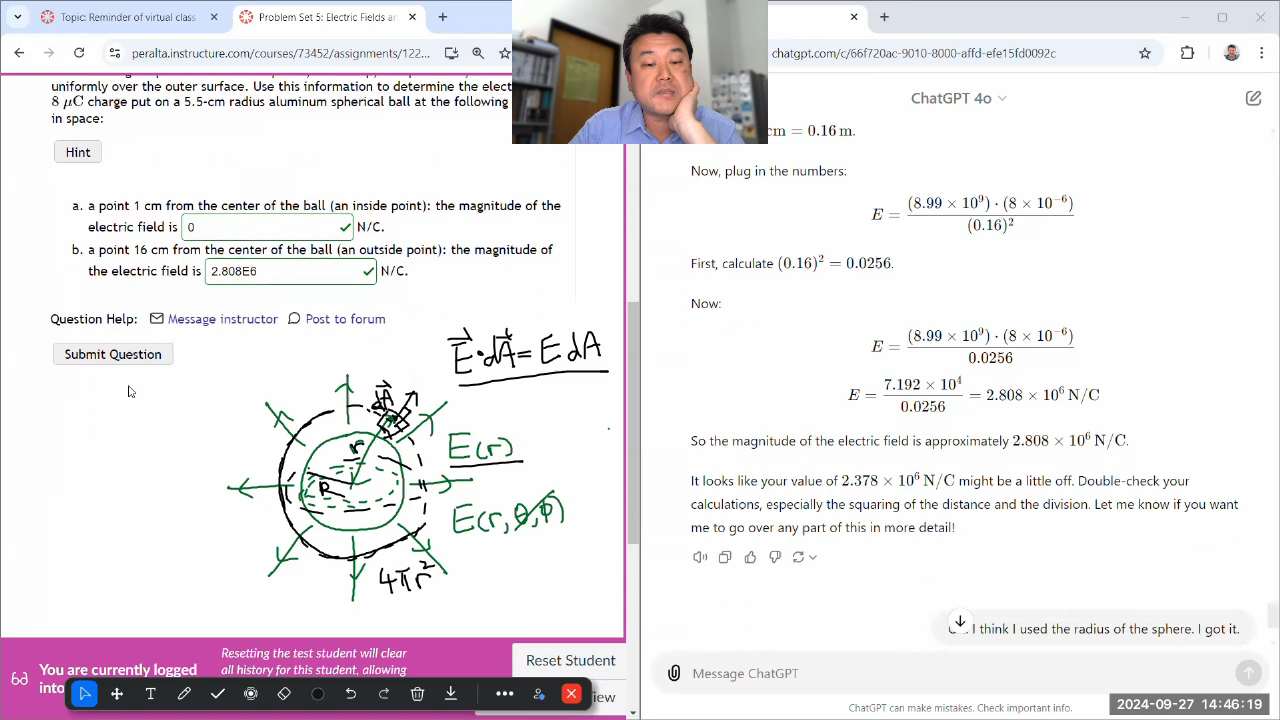 Topic: Reminder of virtual class
Problem Set 5: Electric Fields an
peralta.instructure.com/courses/73452/assignments/122...
chatgpt.com/c/66f720ac-9010-8000-affd-efe15fd0092c
uniformly over the outer surface. Use this information to determine the elect
8 μC charge put on a 5.5-cm radius aluminum spherical ball at the following
in space:
Hint
a. a point 1 cm from the center of the ball (an inside point): the magnitude of the
electric field is 0 N/C.
b. a point 16 cm from the center of the ball (an outside point): the magnitude of
the electric field is 2.808E6 N/C.
Question Help: Message instructor Post to forum
Submit Question
E⃗·dA⃗ = E dA
dA⃗
r
R
E(r)
E(r, θ, φ)
4πr²
You are currently logged
into
Resetting the test student will clear
all history for this student, allowing
Reset Student
view
ChatGPT 4o
cm = 0.16 m.
Now, plug in the numbers:
E = (8.99 × 10⁹) · (8 × 10⁻⁶) / (0.16)²
First, calculate (0.16)² = 0.0256.
Now:
E = (8.99 × 10⁹) · (8 × 10⁻⁶) / 0.0256
E = 7.192 × 10⁴ / 0.0256 = 2.808 × 10⁶ N/C
So the magnitude of the electric field is approximately 2.808 × 10⁶ N/C.
It looks like your value of 2.378 × 10⁶ N/C might be a little off. Double-check your
calculations, especially the squaring of the distance and the division. Let me know if you want
me to go over any part of this in more detail!
I think I used the radius of the sphere. I got it.
Message ChatGPT
ChatGPT can make mistakes. Check important info.
2024-09-27 14:46:19